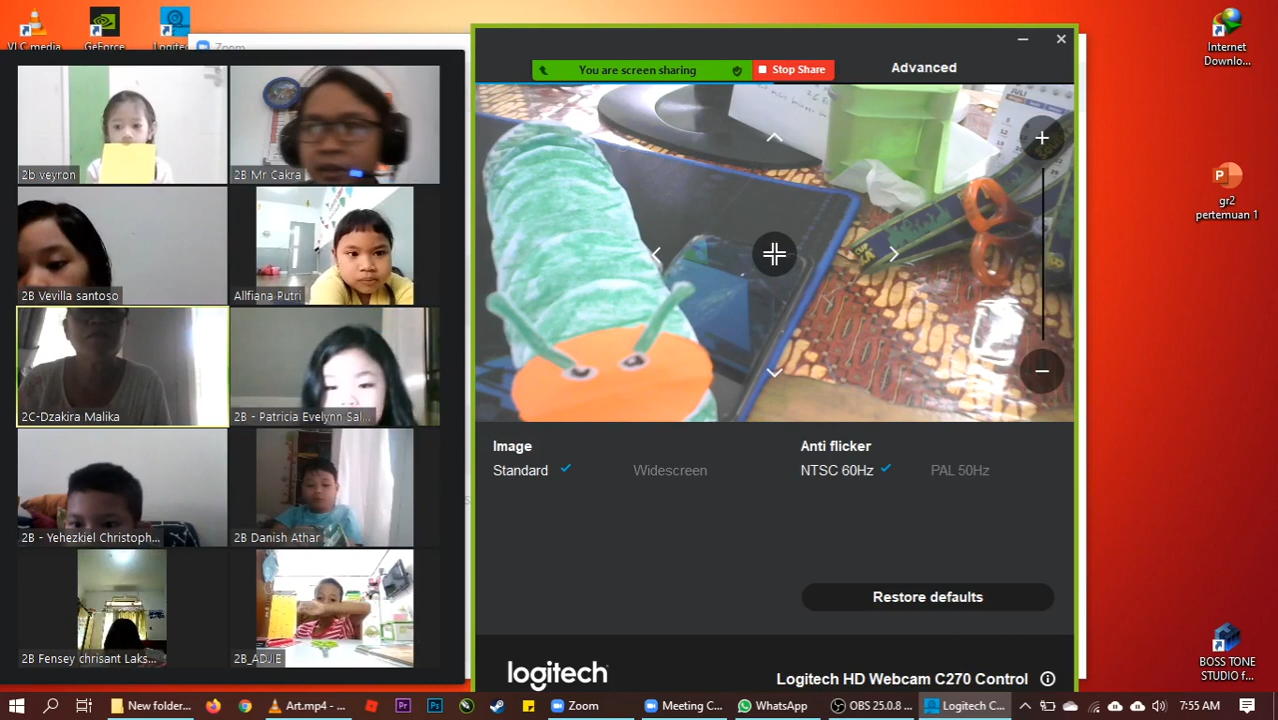 VLC media
GeForce
Logitec
Zoom
2b veyron
2B Mr Cakra
2B Vevilla santoso
Allfiana Putri
2C-Dzakira Malika
2B - Patricia Evelynn Sal...
2B - Yehezkiel Christoph...
2B Danish Athar
2B Fensey chrisant Laks...
2B_ADJIE
You are screen sharing
Stop Share
Advanced
JULI
Image
Standard
Widescreen
Anti flicker
NTSC 60Hz
PAL 50Hz
Restore defaults
logitech
Logitech HD Webcam C270 Control
Internet
Downlo...
gr2
pertemuan 1
BOSS TONE
STUDIO f...
New folder...
Art.mp4 - ...
Zoom
Meeting C...
WhatsApp
OBS 25.0.8 ...
Logitech C...
7:55 AM